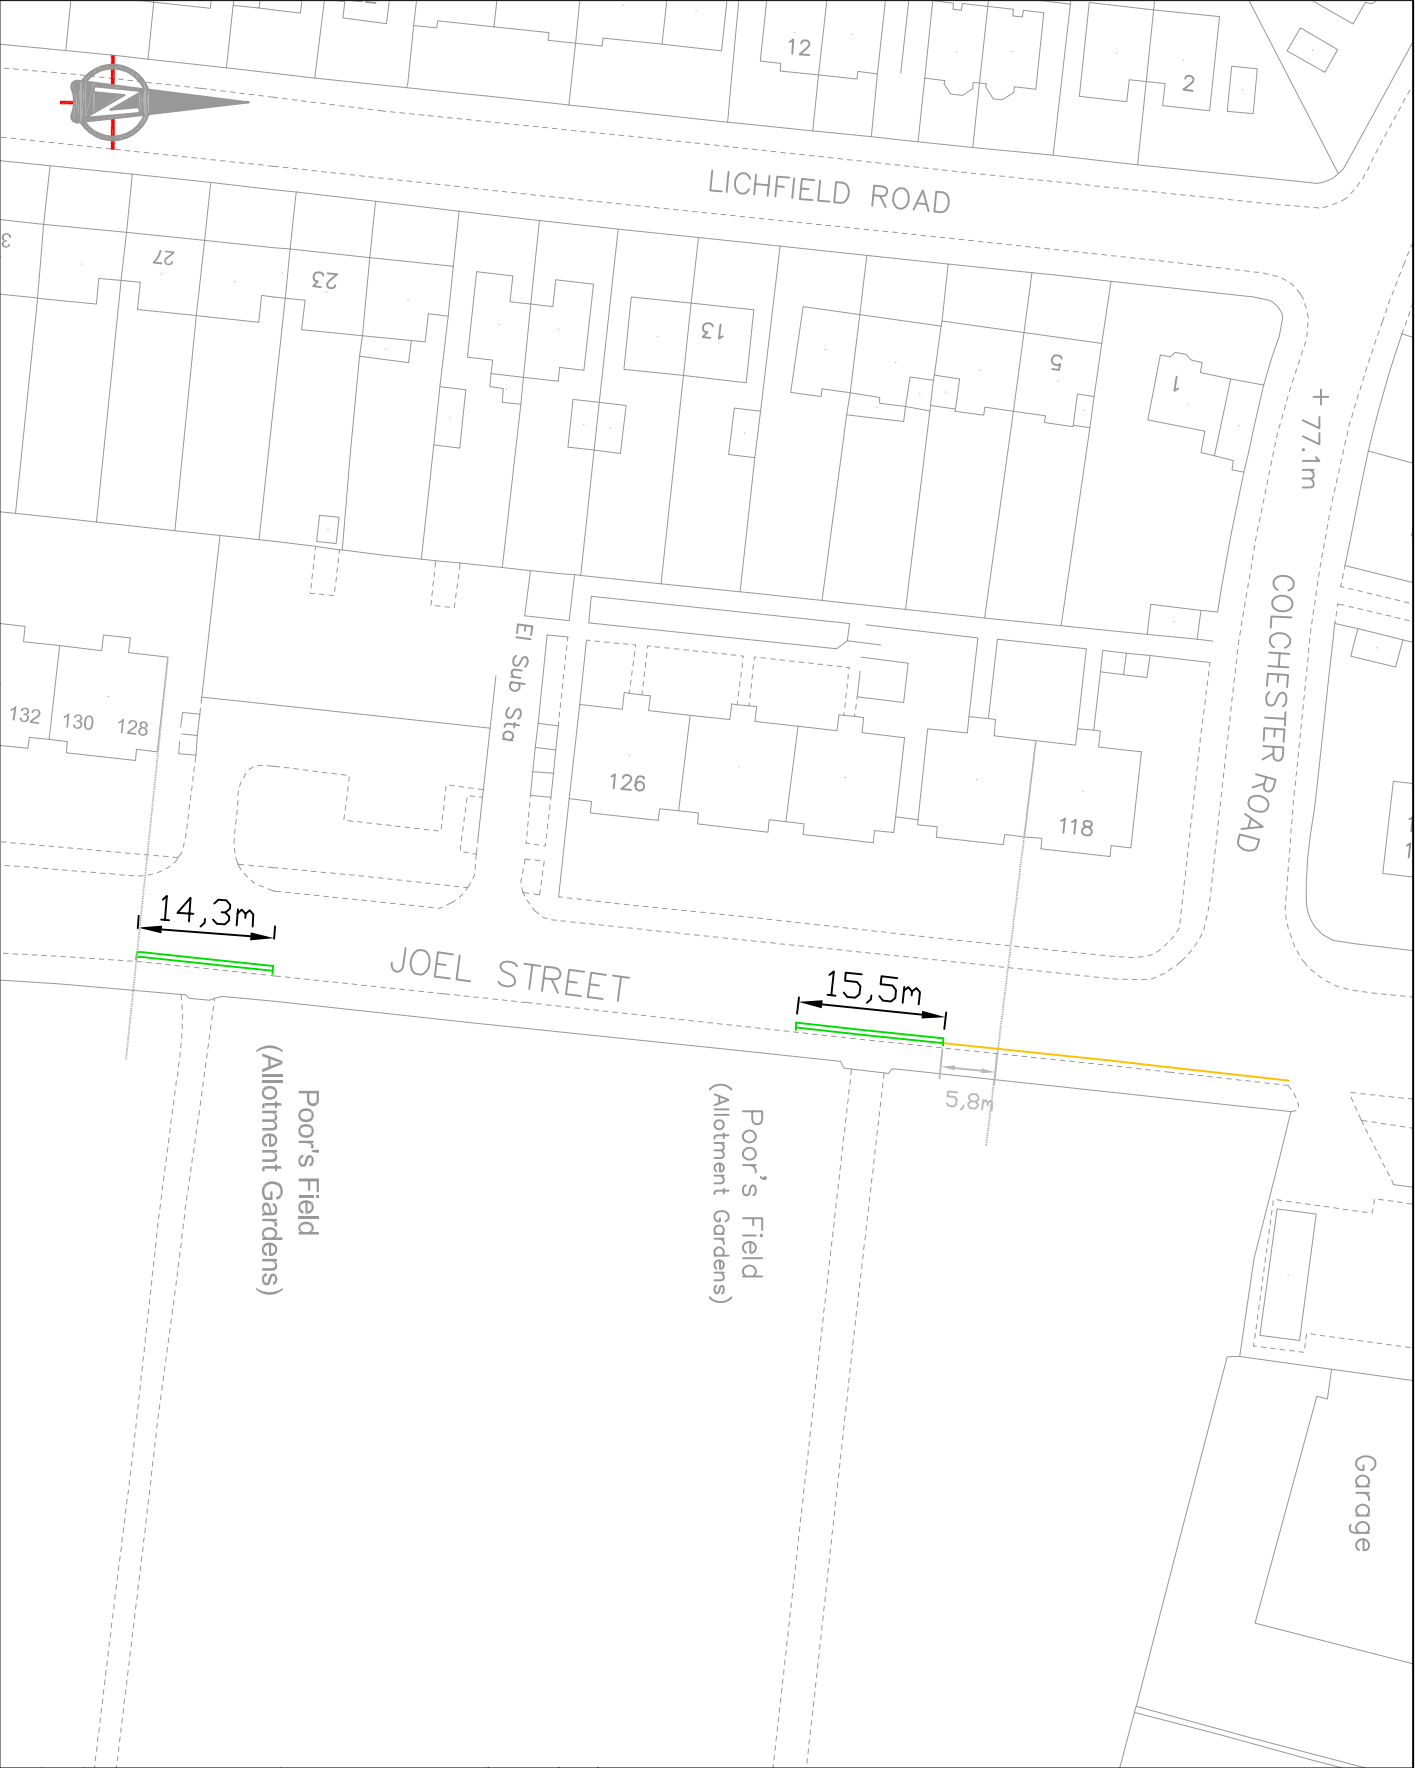 12
2
N
LICHFIELD ROAD
3
27
23
13
5
1
+ 77.1m
COLCHESTER ROAD
El Sub Sta
132
130
128
126
118
14,3m
JOEL STREET
15,5m
5,8m
Poor's Field
(Allotment Gardens)
Poor's Field
(Allotment Gardens)
Garage